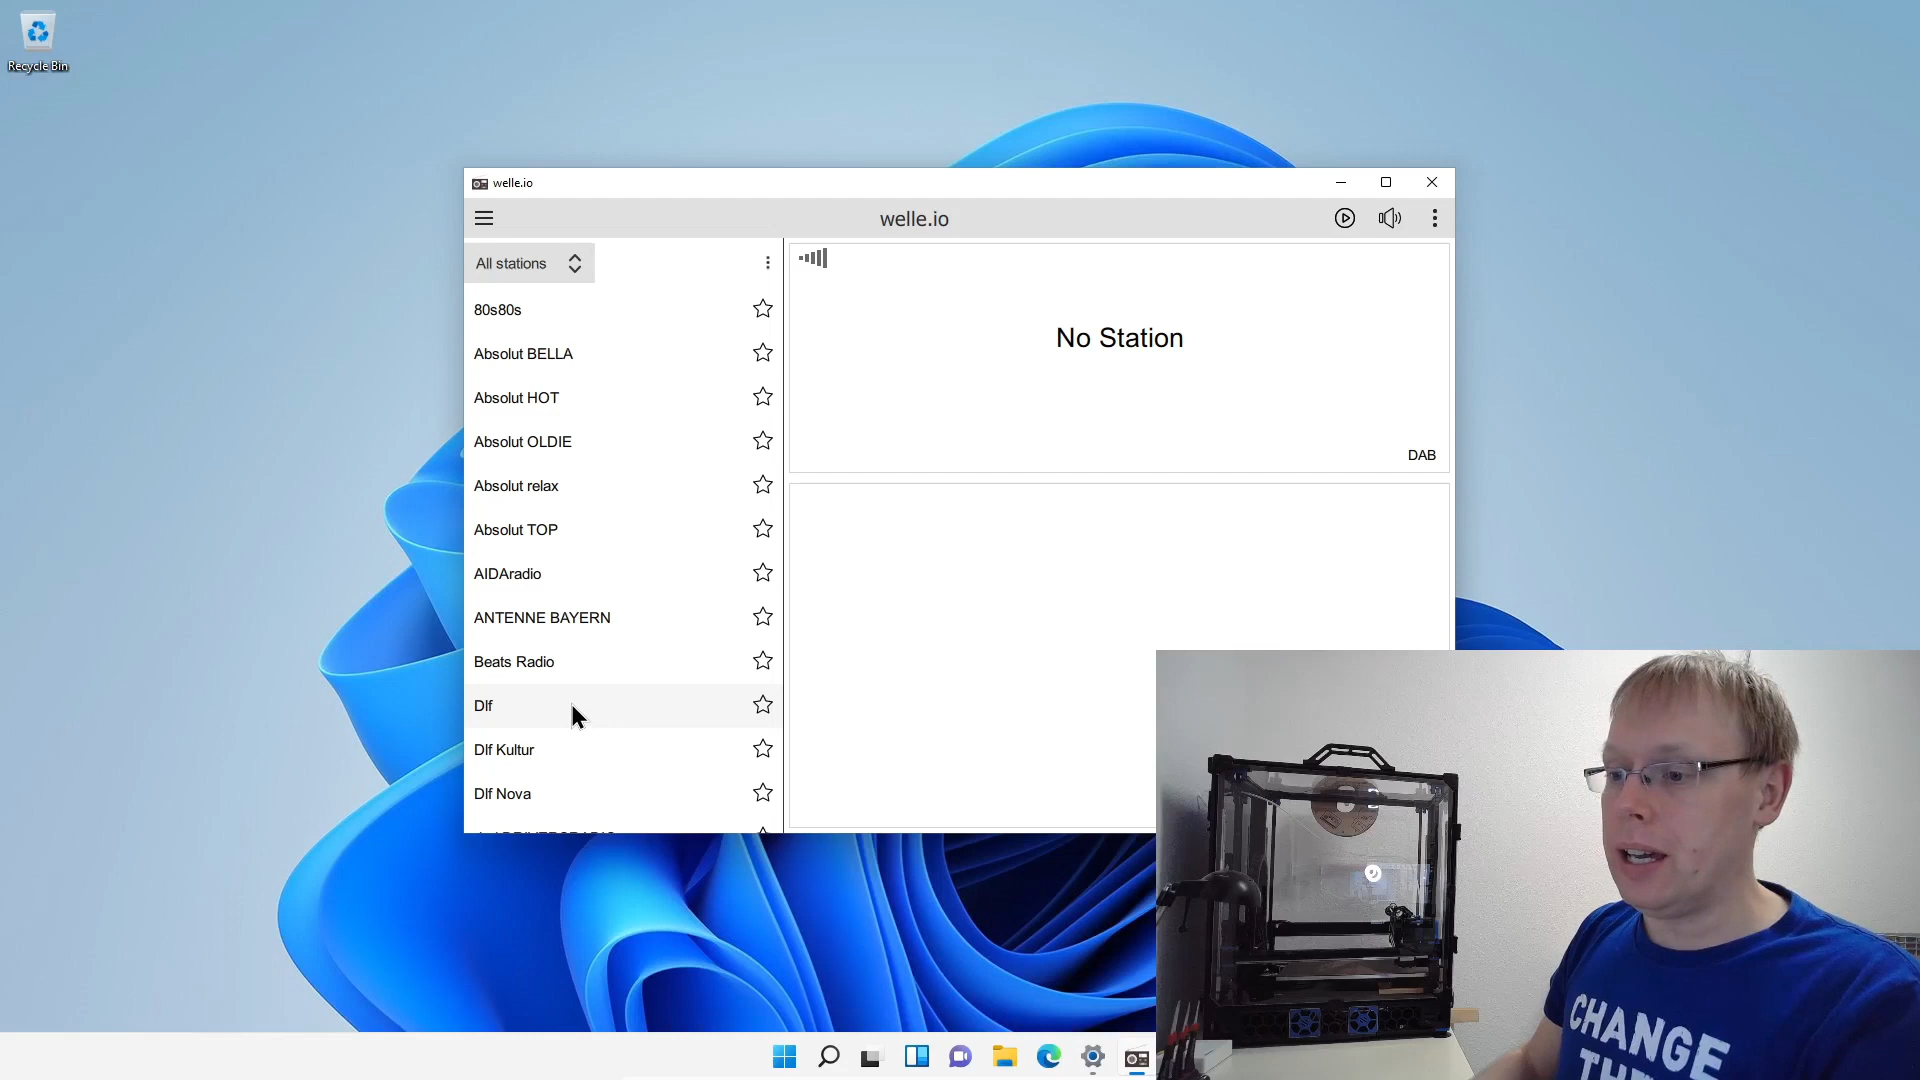 Recycle Bin
welle.io
welle.io
All stations
80s80s
Absolut BELLA
Absolut HOT
Absolut OLDIE
Absolut relax
Absolut TOP
AIDAradio
ANTENNE BAYERN
Beats Radio
Dlf
Dlf Kultur
Dlf Nova
No Station
DAB
CHANGE